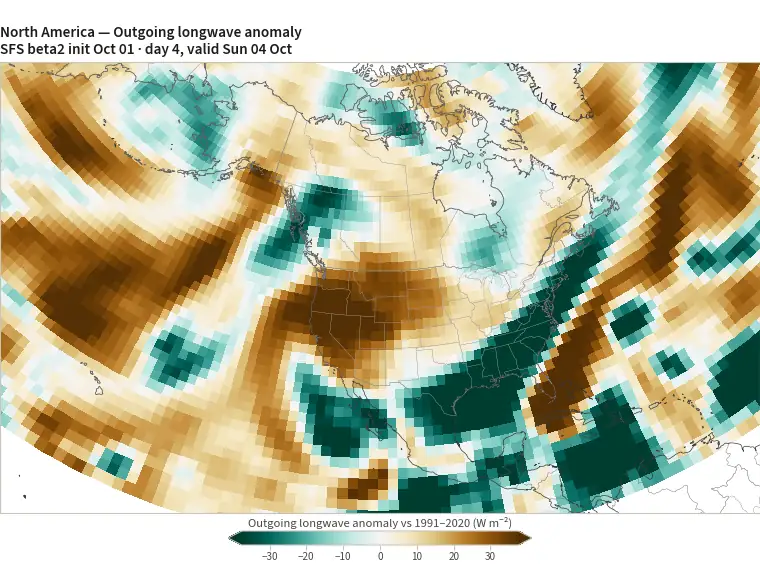 North America — Outgoing longwave anomaly
SFS beta2 init Oct 01 · day 4, valid Sun 04 Oct
Outgoing longwave anomaly vs 1991–2020 (W m⁻²)
−30 −20 −10 0 10 20 30